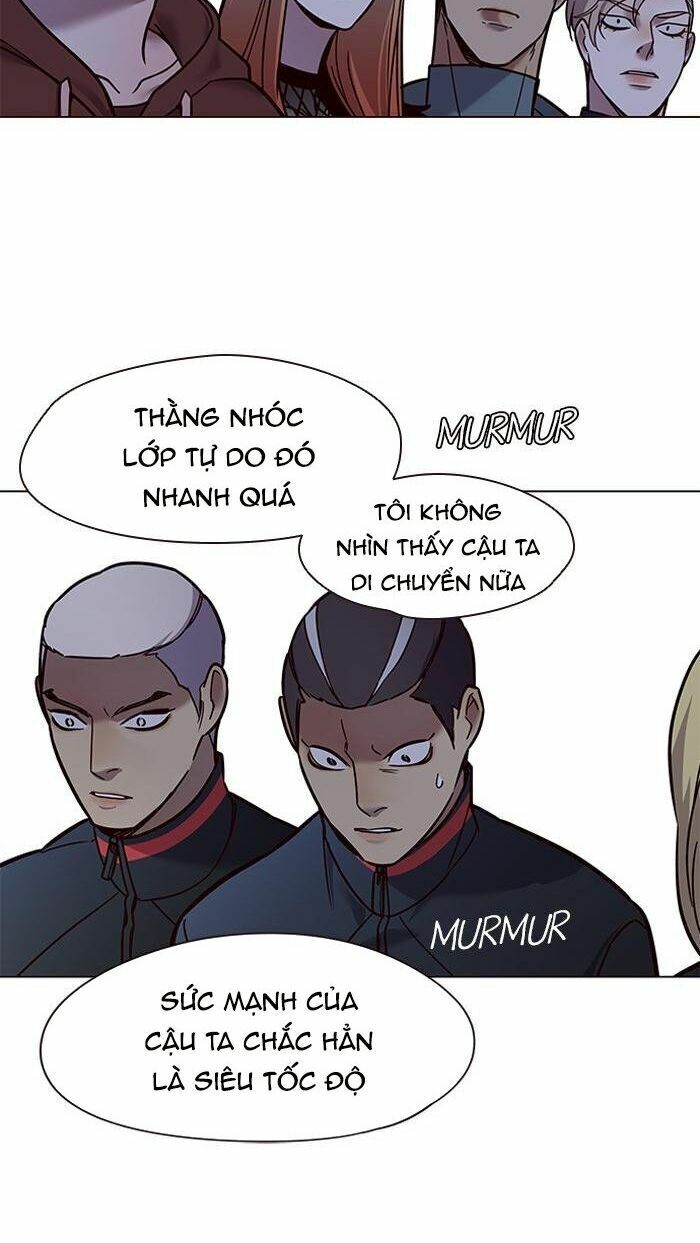 THẰNG NHÓC
LỚP TỰ DO ĐÓ
NHANH QUÁ
MURMUR
TÔI KHÔNG
NHÌN THẤY CẬU TA
DI CHUYỂN NỮA
MURMUR
SỨC MẠNH CỦA
CẬU TA CHẮC HẲN
LÀ SIÊU TỐC ĐỘ